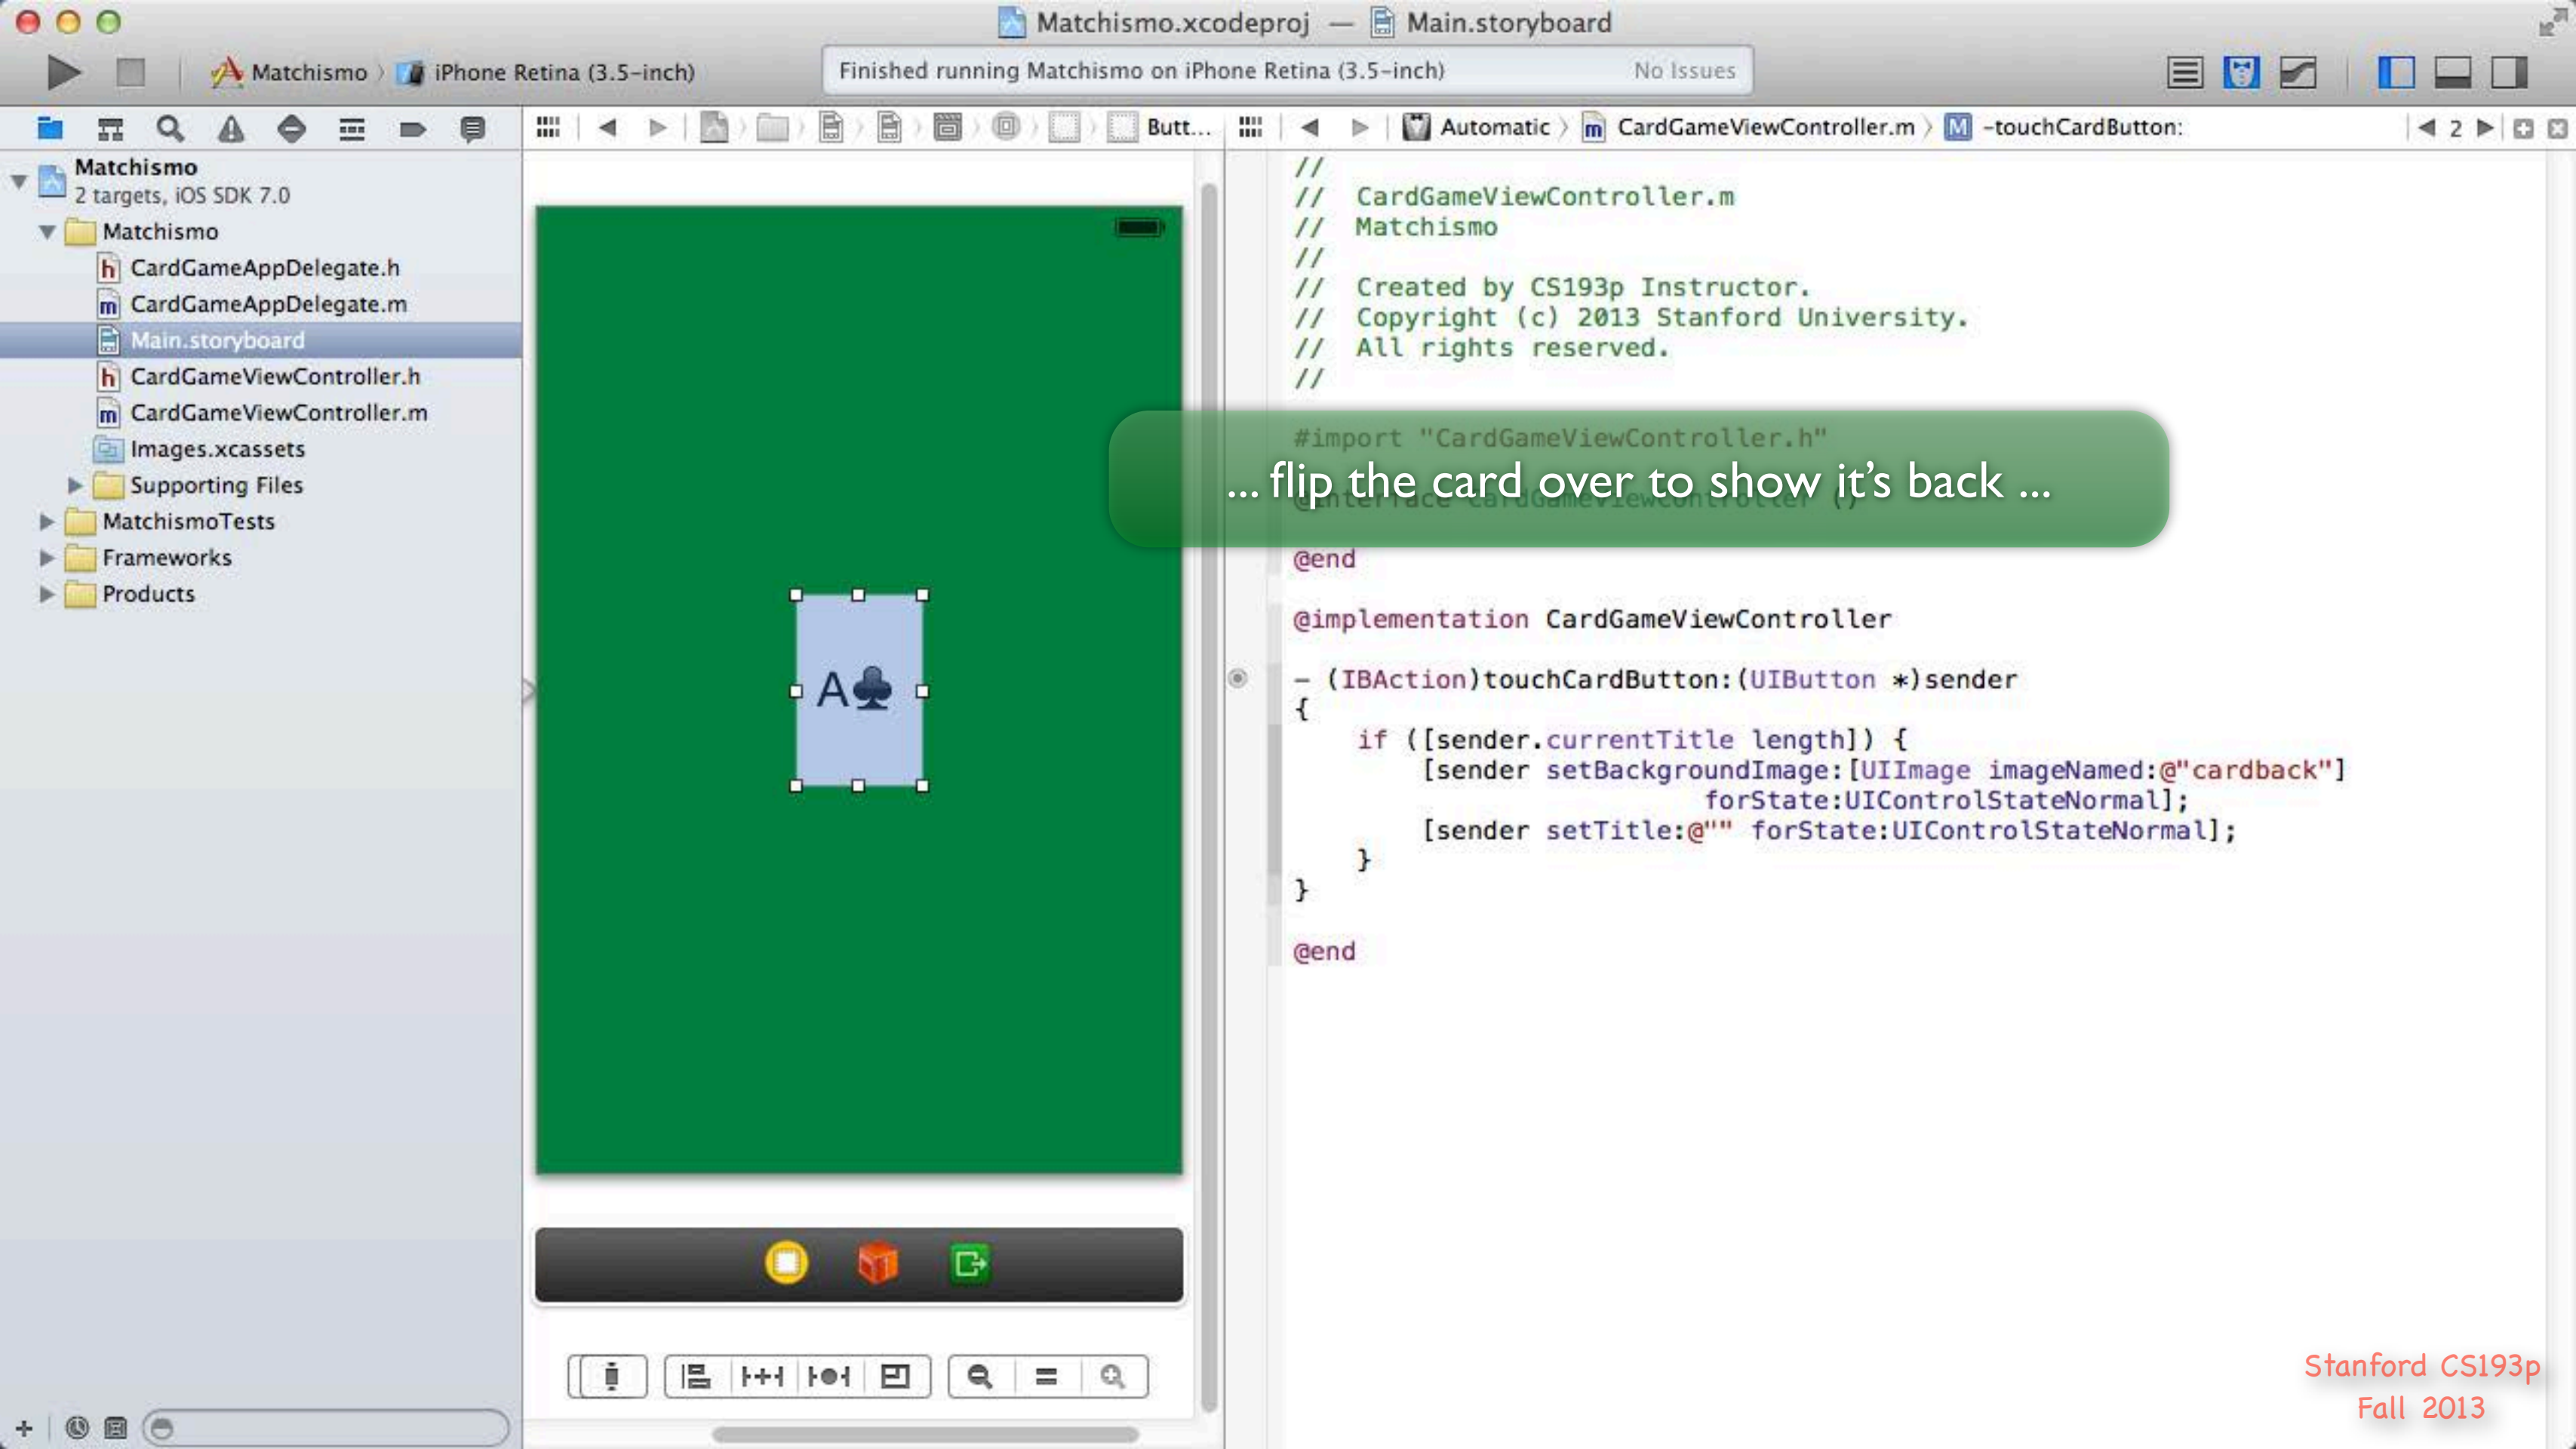 Matchismo.xcodeproj — Main.storyboard
Matchismo iPhone Retina (3.5-inch)
Finished running Matchismo on iPhone Retina (3.5-inch) No Issues
Butt...
Automatic CardGameViewController.m M -touchCardButton: 2
Matchismo
2 targets, iOS SDK 7.0
Matchismo
h CardGameAppDelegate.h
m CardGameAppDelegate.m
Main.storyboard
h CardGameViewController.h
m CardGameViewController.m
Images.xcassets
Supporting Files
MatchismoTests
Frameworks
Products
A♣
//
// CardGameViewController.m
// Matchismo
//
// Created by CS193p Instructor.
// Copyright (c) 2013 Stanford University.
// All rights reserved.
//
#import "CardGameViewController.h"
... flip the card over to show it's back ...
@interface CardGameViewController ()
@end
@implementation CardGameViewController
- (IBAction)touchCardButton:(UIButton *)sender
{
if ([sender.currentTitle length]) {
[sender setBackgroundImage:[UIImage imageNamed:@"cardback"]
forState:UIControlStateNormal];
[sender setTitle:@"" forState:UIControlStateNormal];
}
}
@end
Stanford CS193p
Fall 2013